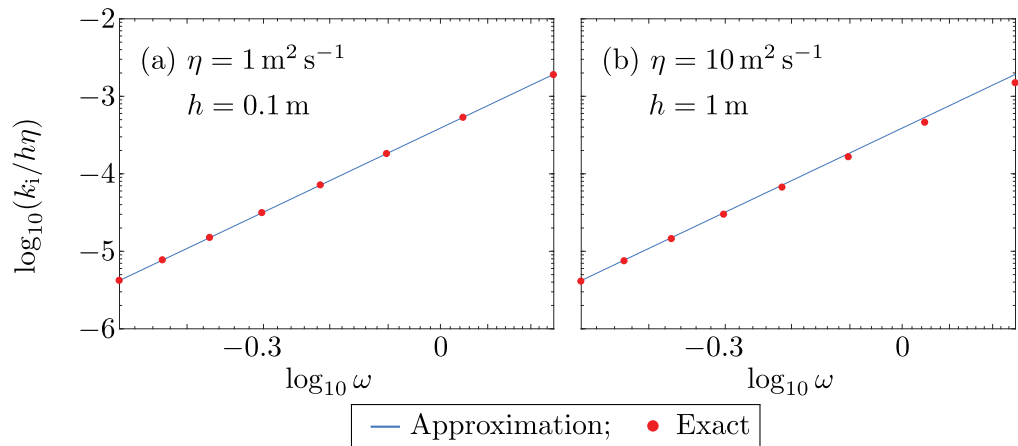 −2
−3
−4
−5
−6
log₁₀(kᵢ/hη)
(a) η = 1 m² s⁻¹
h = 0.1 m
−0.3 0
log₁₀ ω
(b) η = 10 m² s⁻¹
h = 1 m
−0.3 0
log₁₀ ω
Approximation; Exact